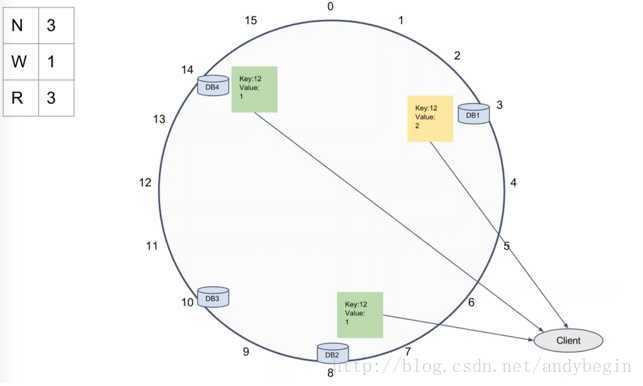 N 3
W 1
R 3
0
1
2
3
4
5
6
7
8
9
10
11
12
13
14
15
DB4
Key:12
Value:
1
Key:12
Value:
2
DB1
DB3
Key:12
Value:
1
DB2
Client
http://blog.csdn.net/andybegin